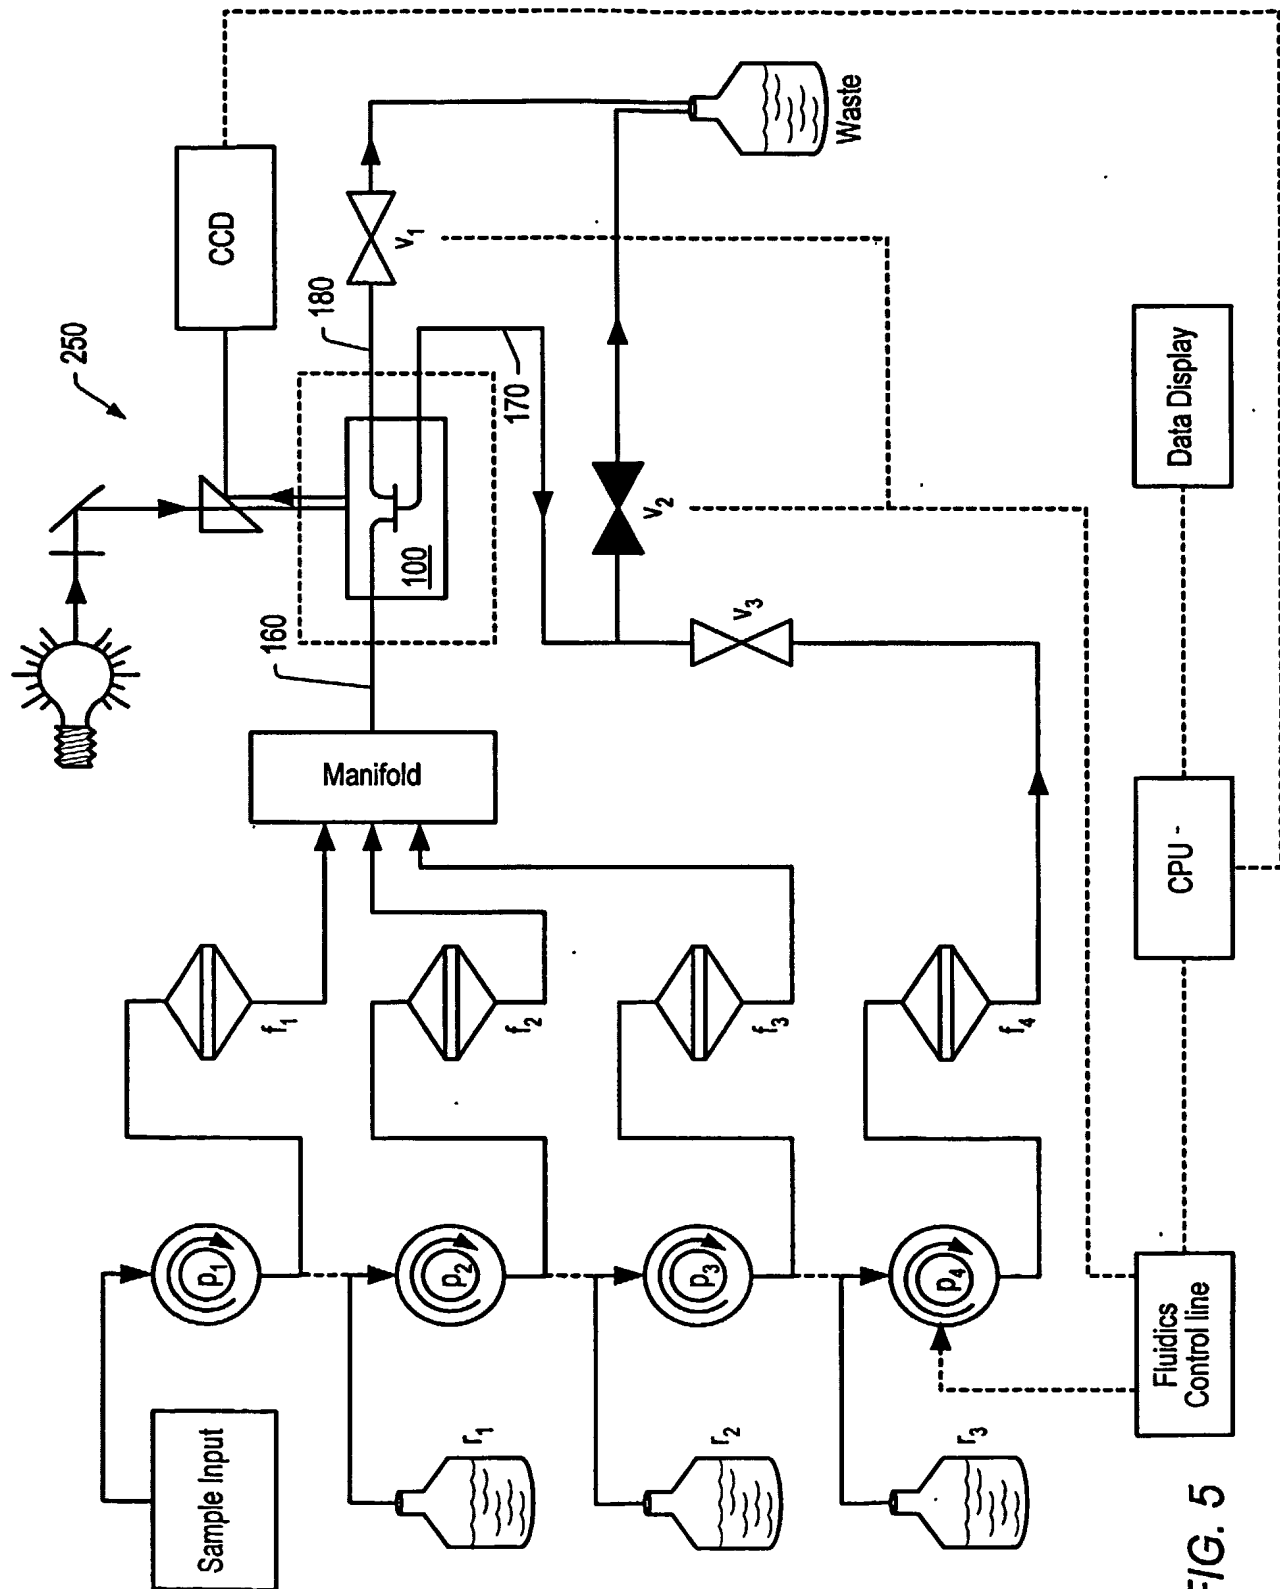 250
CCD
180
v1
Waste
160
100
170
v2
v3
Manifold
Data Display
CPU -
f1
f2
f3
f4
p1
p2
p3
p4
Fluidics
Control line
Sample Input
r1
r2
r3
FIG. 5